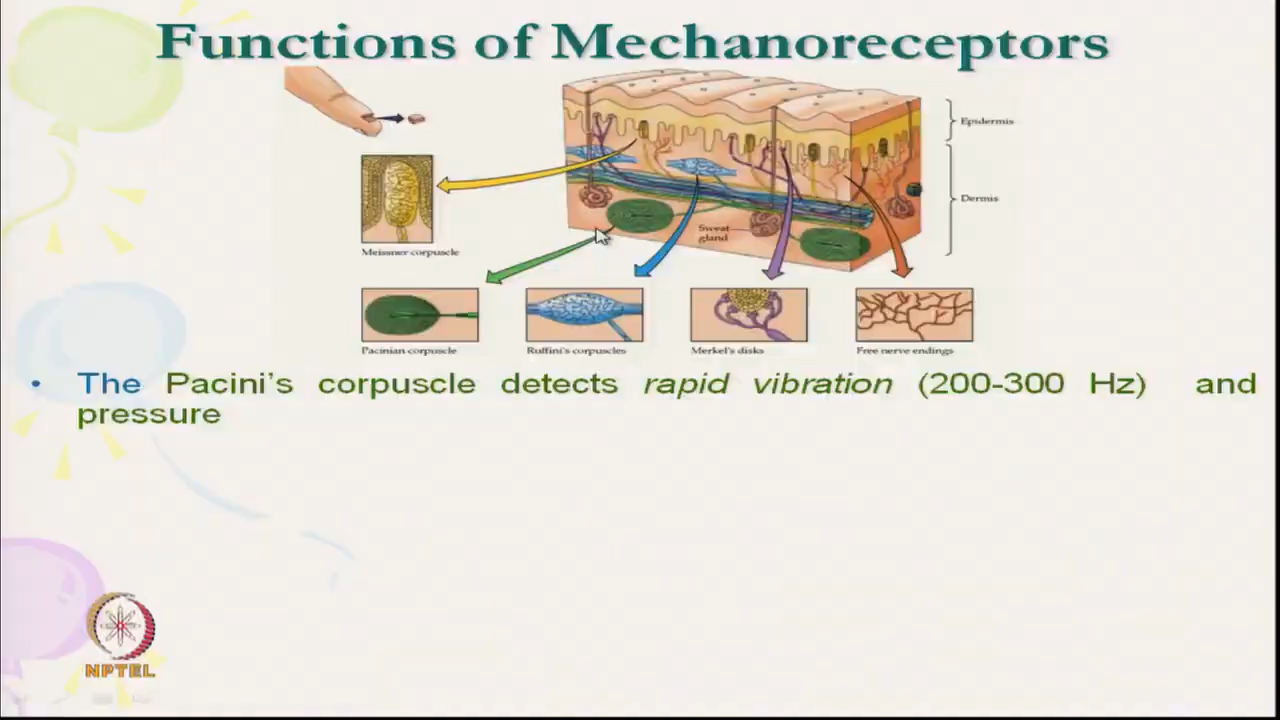 Functions of Mechanoreceptors
Epidermis
Dermis
Sweat
gland
Meissner corpuscle
Pacinian corpuscle
Ruffini's corpuscles
Merkel's disks
Free nerve endings
• The Pacini's corpuscle detects rapid vibration (200-300 Hz) and
pressure
NPTEL